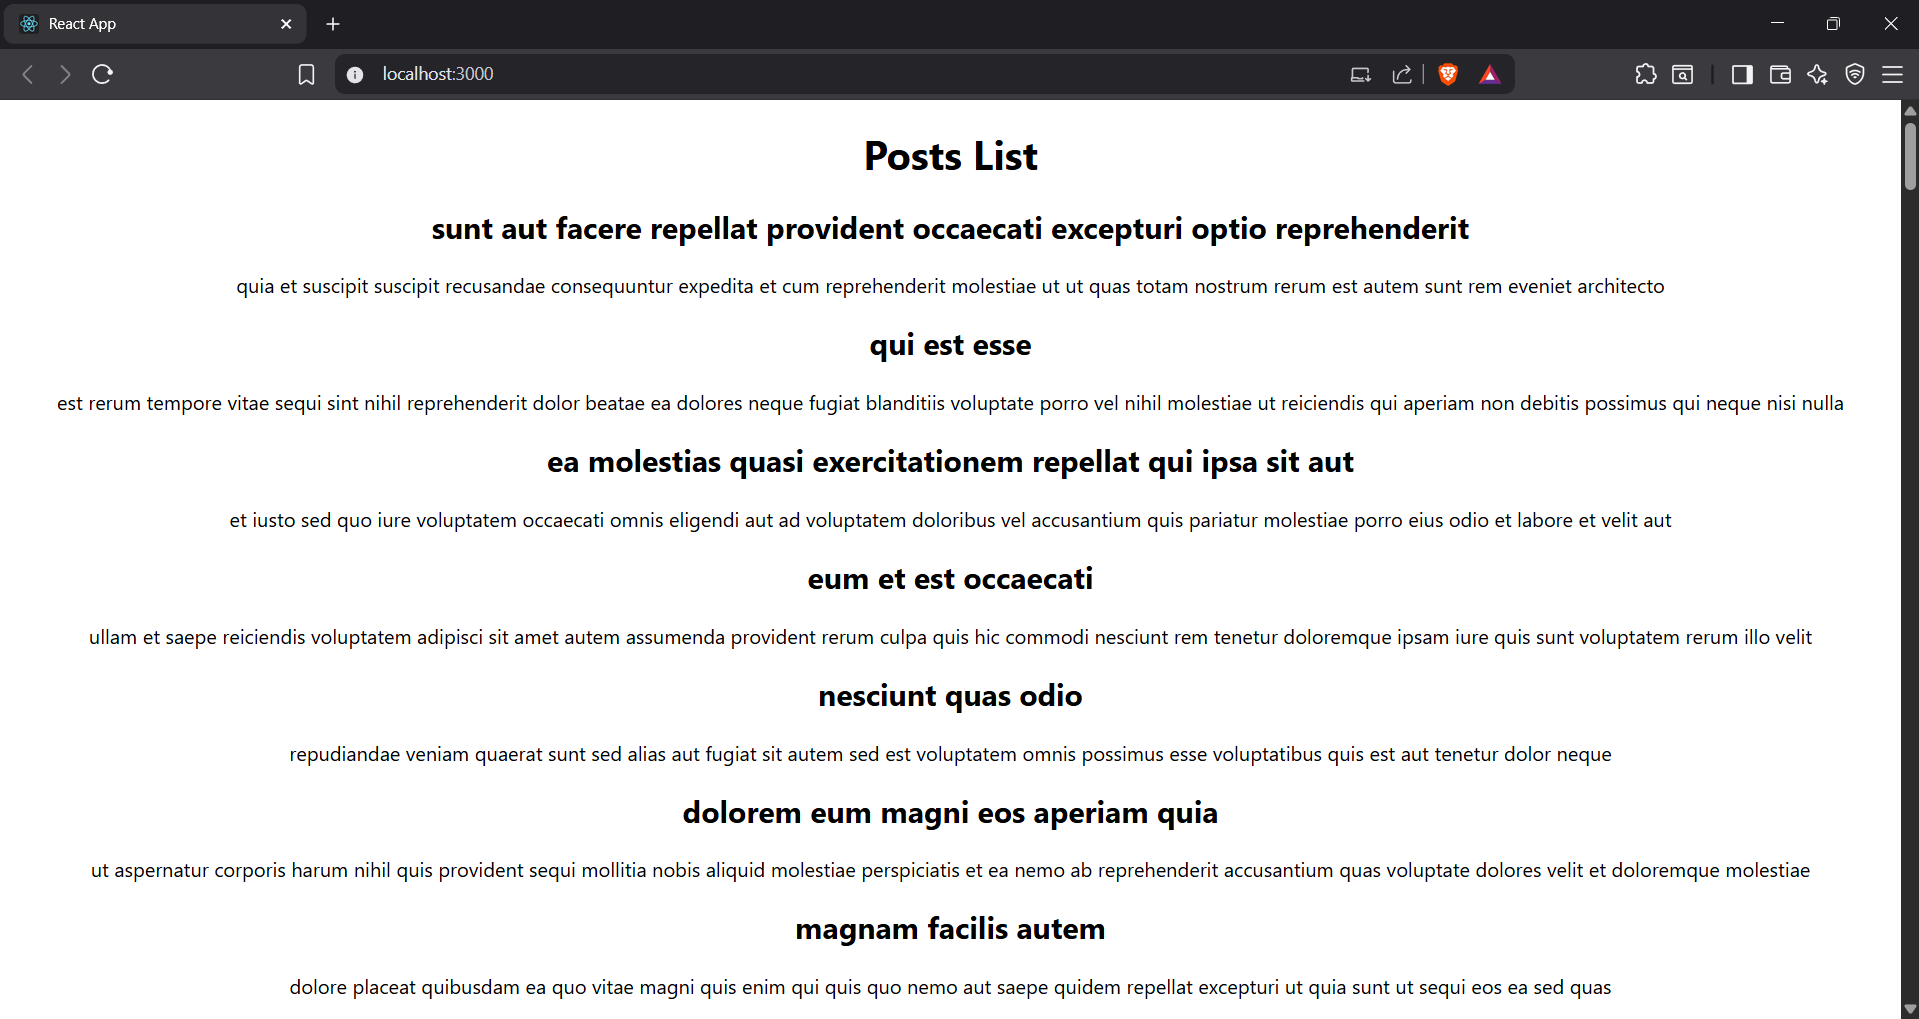 React App
localhost:3000
Posts List
sunt aut facere repellat provident occaecati excepturi optio reprehenderit
quia et suscipit suscipit recusandae consequuntur expedita et cum reprehenderit molestiae ut ut quas totam nostrum rerum est autem sunt rem eveniet architecto
qui est esse
est rerum tempore vitae sequi sint nihil reprehenderit dolor beatae ea dolores neque fugiat blanditiis voluptate porro vel nihil molestiae ut reiciendis qui aperiam non debitis possimus qui neque nisi nulla
ea molestias quasi exercitationem repellat qui ipsa sit aut
et iusto sed quo iure voluptatem occaecati omnis eligendi aut ad voluptatem doloribus vel accusantium quis pariatur molestiae porro eius odio et labore et velit aut
eum et est occaecati
ullam et saepe reiciendis voluptatem adipisci sit amet autem assumenda provident rerum culpa quis hic commodi nesciunt rem tenetur doloremque ipsam iure quis sunt voluptatem rerum illo velit
nesciunt quas odio
repudiandae veniam quaerat sunt sed alias aut fugiat sit autem sed est voluptatem omnis possimus esse voluptatibus quis est aut tenetur dolor neque
dolorem eum magni eos aperiam quia
ut aspernatur corporis harum nihil quis provident sequi mollitia nobis aliquid molestiae perspiciatis et ea nemo ab reprehenderit accusantium quas voluptate dolores velit et doloremque molestiae
magnam facilis autem
dolore placeat quibusdam ea quo vitae magni quis enim qui quis quo nemo aut saepe quidem repellat excepturi ut quia sunt ut sequi eos ea sed quas